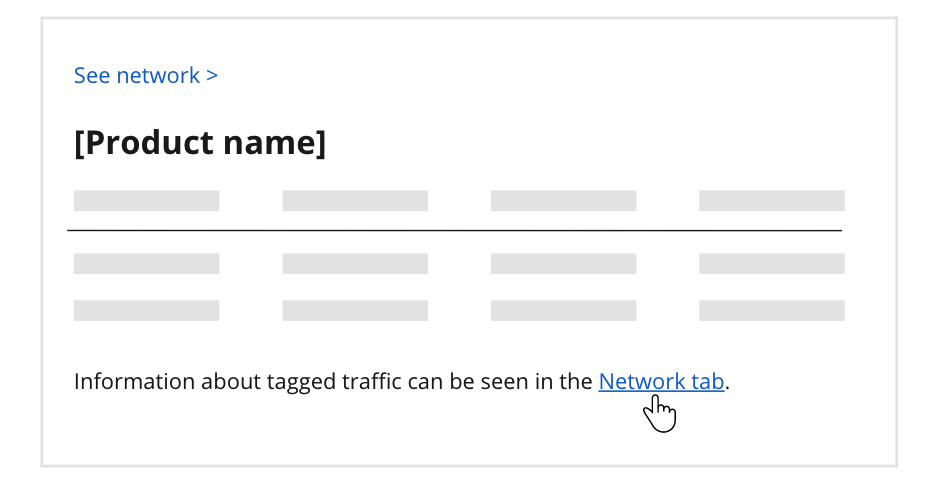 See network >
[Product name]
Information about tagged traffic can be seen in the Network tab.